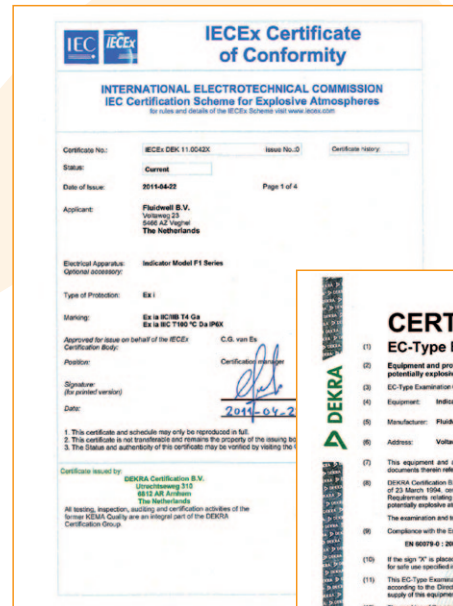 IEC IECEx
IECEx Certificate
of Conformity
INTERNATIONAL ELECTROTECHNICAL COMMISSION
IEC Certification Scheme for Explosive Atmospheres
for rules and details of the IECEx Scheme visit www.iecex.com
Certificate No.: IECEx DEK 11.0042X issue No.:0 Certificate history:
Status: Current
Date of Issue: 2011-04-22 Page 1 of 4
Applicant: Fluidwell B.V.
Voltaweg 23
5466 AZ Veghel
The Netherlands
Electrical Apparatus: Indicator Model F1 Series
Optional accessory:
Type of Protection: Ex i
Marking: Ex ia IIC/IIB T4 Ga
Ex ia IIIC T100 °C Da IP6X
Approved for issue on behalf of the IECEx C.G. van Es
Certification Body:
Position: Certification manager
Signature:
(for printed version)
Date: 2011-04-2
1. This certificate and schedule may only be reproduced in full.
2. This certificate is not transferable and remains the property of the issuing bo
3. The Status and authenticity of this certificate may be verified by visiting the
Certificate issued by:
DEKRA Certification B.V.
Utrechtseweg 310
6812 AR Arnhem
The Netherlands
All testing, inspection, auditing and certification activities of the
former KEMA Quality are an integral part of the DEKRA
Certification Group.
DEKRA
CERT
(1) EC-Type E
(2) Equipment and pro
potentially explosive
(3) EC-Type Examination
(4) Equipment: Indic
(5) Manufacturer: Fluid
(6) Address: Voltaw
(7) This equipment and
documents therein refe
(8) DEKRA Certification B.
of 23 March 1994, cer
Requirements relating
potentially explosive at
The examination and te
(9) Compliance with the Es
EN 60079-0 : 200
(10) If the sign "X" is placed
for safe use specified i
(11) This EC-Type Examina
according to the Direct
supply of this equipme